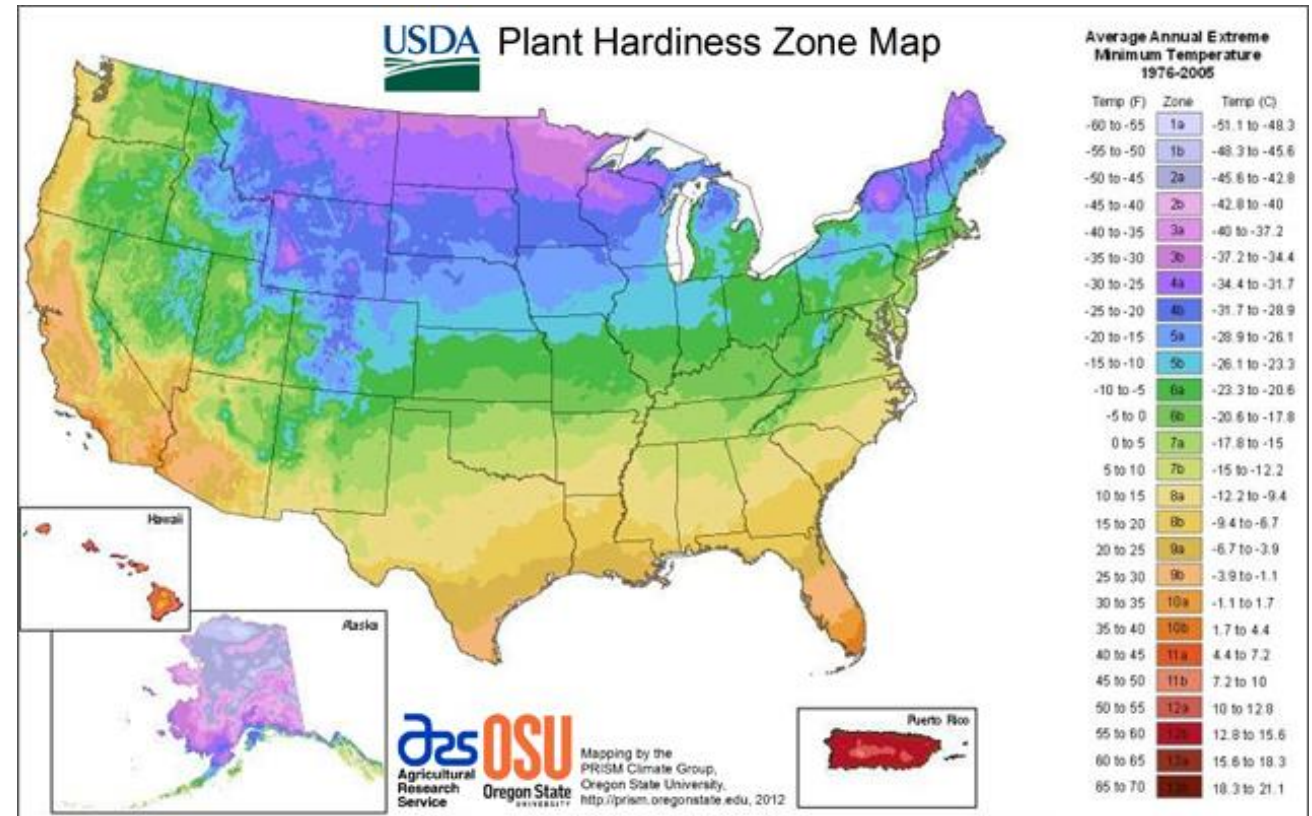 USDA Plant Hardiness Zone Map
Average Annual Extreme
Minimum Temperature
1976-2005
Temp (F) Zone Temp (C)
-60 to -55 1a -51.1 to -48.3
-55 to -50 1b -48.3 to -45.6
-50 to -45 2a -45.6 to -42.8
-45 to -40 2b -42.8 to -40
-40 to -35 3a -40 to -37.2
-35 to -30 3b -37.2 to -34.4
-30 to -25 4a -34.4 to -31.7
-25 to -20 4b -31.7 to -28.9
-20 to -15 5a -28.9 to -26.1
-15 to -10 5b -26.1 to -23.3
-10 to -5 6a -23.3 to -20.6
-5 to 0 6b -20.6 to -17.8
0 to 5 7a -17.8 to -15
5 to 10 7b -15 to -12.2
10 to 15 8a -12.2 to -9.4
15 to 20 8b -9.4 to -6.7
20 to 25 9a -6.7 to -3.9
25 to 30 9b -3.9 to -1.1
30 to 35 10a -1.1 to 1.7
35 to 40 10b 1.7 to 4.4
40 to 45 11a 4.4 to 7.2
45 to 50 11b 7.2 to 10
50 to 55 12a 10 to 12.8
55 to 60 12b 12.8 to 15.6
60 to 65 13a 15.6 to 18.3
65 to 70 13b 18.3 to 21.1
Hawaii
Alaska
Puerto Rico
ars
Agricultural
Research
Service
OSU
Oregon State
UNIVERSITY
Mapping by the
PRISM Climate Group,
Oregon State University,
http://prism.oregonstate.edu, 2012